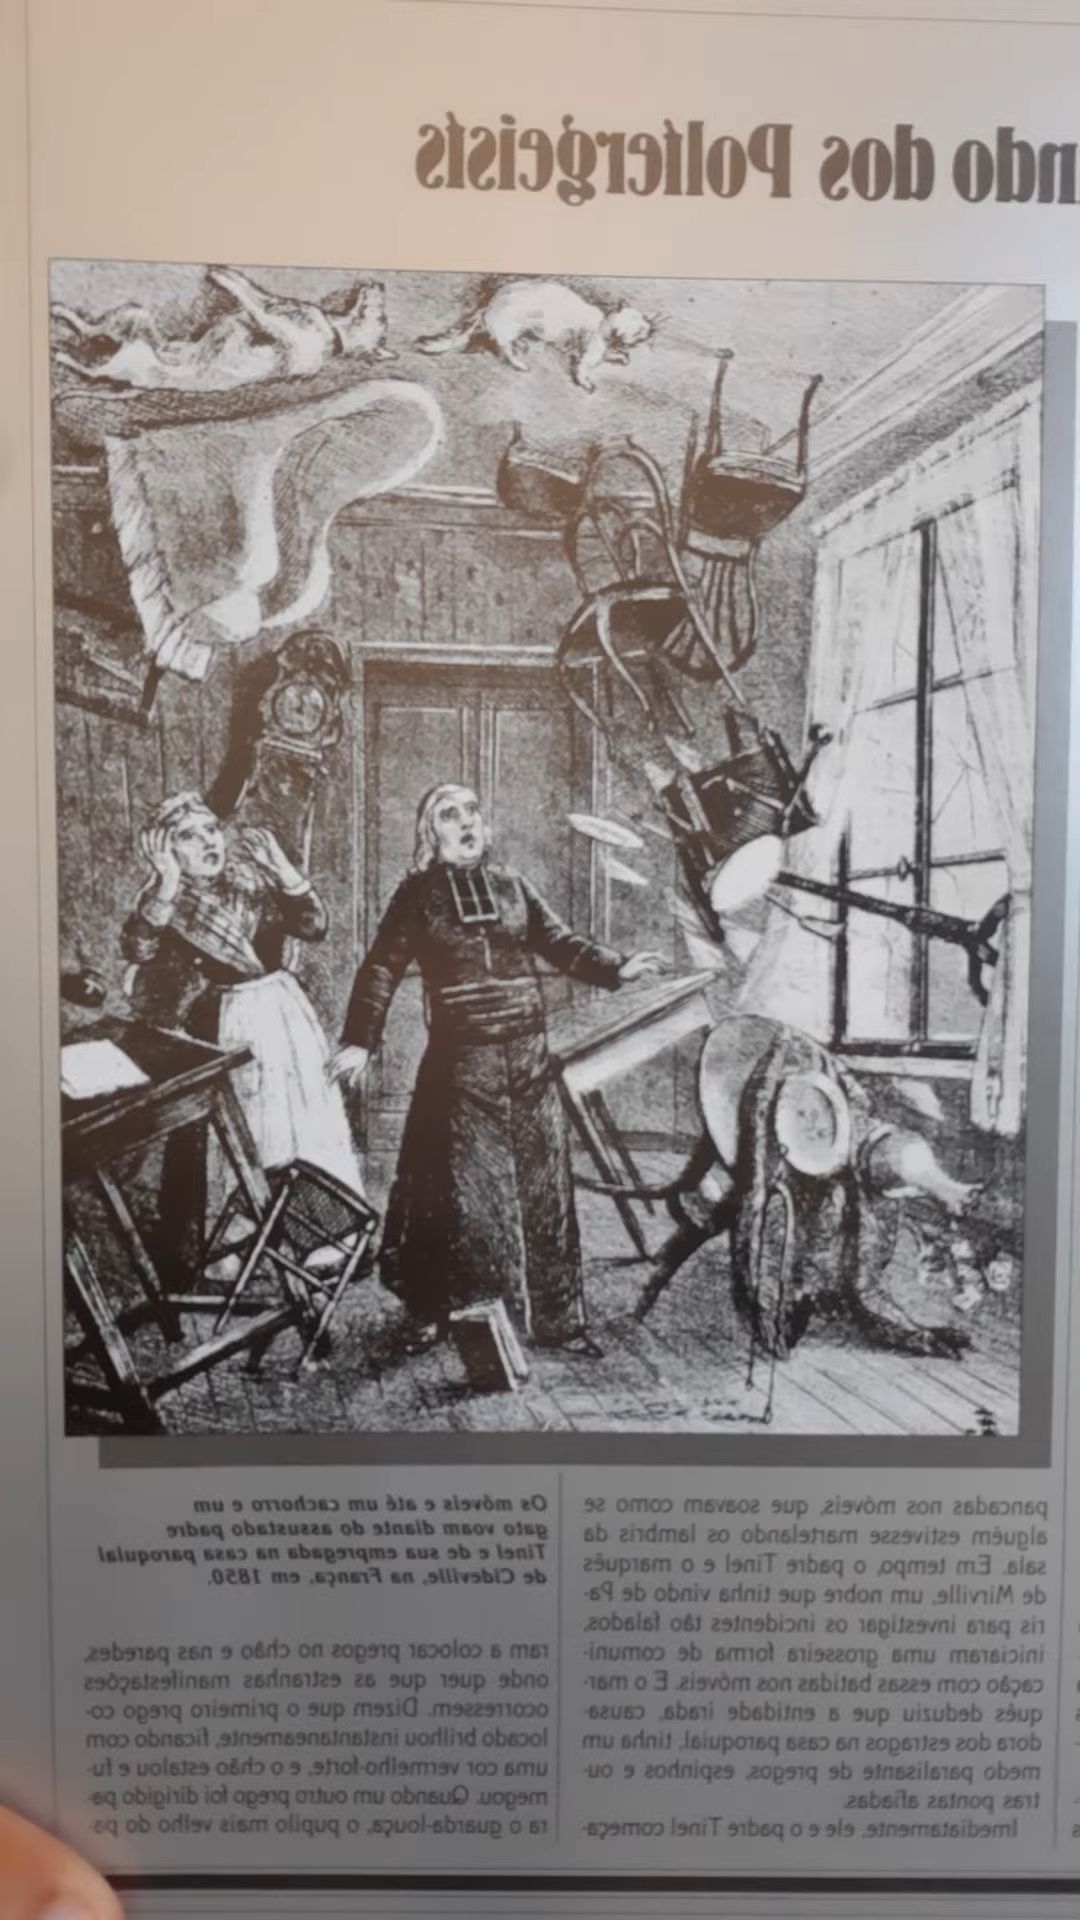 ndo dos Poltergeists
pancadas nos móveis, que soavam como se
alguém estivesse martelando os lambris da
sala. Em tempo, o padre Tinel e o marquês
de Mirville, um nobre que tinha vindo de Pa-
ris para investigar os incidentes tão falados,
iniciaram uma grosseira forma de comuni-
cação com essas batidas nos móveis. E o mar-
quês deduziu que a entidade irada, causa-
dora dos estragos na casa paroquial, tinha um
medo paralisante de pregos, espinhos e ou-
tras pontas afiadas.
Imediatamente, ele e o padre Tinel começa-
Os móveis e até um cachorro e um
gato voam diante do assustado padre
Tinel e de sua empregada na casa paroquial
de Cideville, na França, em 1850.
ram a colocar pregos no chão e nas paredes,
onde quer que as estranhas manifestações
ocorressem. Dizem que o primeiro prego co-
locado brilhou instantaneamente, ficando com
uma cor vermelho-forte, e o chão estalou e fu-
megou. Quando um outro prego foi dirigido pa-
ra o guarda-louça, o pupilo mais velho do pa-